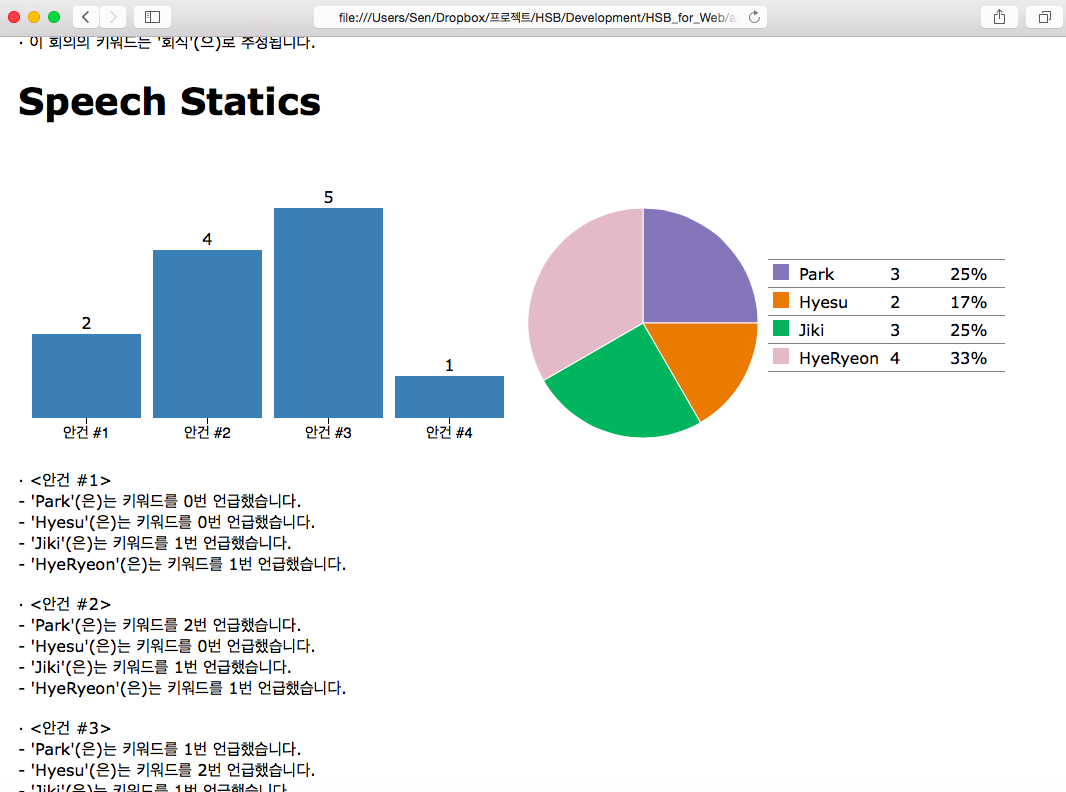 file:///Users/Sen/Dropbox/프로젝트/HSB/Development/HSB_for_Web/a
· 이 회의의 키워드는 '회식'(으)로 추정됩니다.
Speech Statics
2
4
5
1
안건 #1
안건 #2
안건 #3
안건 #4
Park 3 25%
Hyesu 2 17%
Jiki 3 25%
HyeRyeon 4 33%
· <안건 #1>
- 'Park'(은)는 키워드를 0번 언급했습니다.
- 'Hyesu'(은)는 키워드를 0번 언급했습니다.
- 'Jiki'(은)는 키워드를 1번 언급했습니다.
- 'HyeRyeon'(은)는 키워드를 1번 언급했습니다.
· <안건 #2>
- 'Park'(은)는 키워드를 2번 언급했습니다.
- 'Hyesu'(은)는 키워드를 0번 언급했습니다.
- 'Jiki'(은)는 키워드를 1번 언급했습니다.
- 'HyeRyeon'(은)는 키워드를 1번 언급했습니다.
· <안건 #3>
- 'Park'(은)는 키워드를 1번 언급했습니다.
- 'Hyesu'(은)는 키워드를 2번 언급했습니다.
- 'Jiki'(은)는 키워드를 1번 언급했습니다.